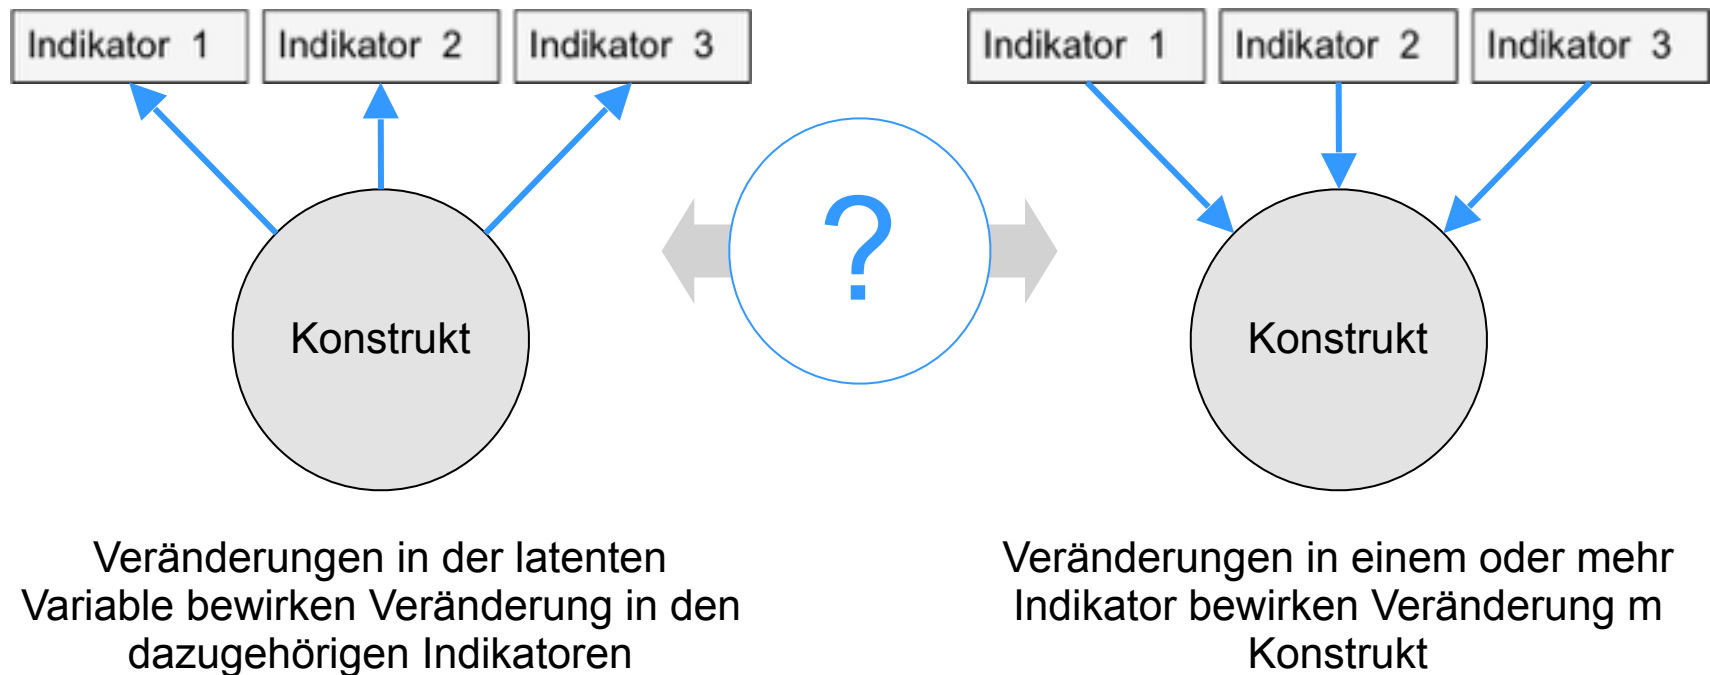 Indikator 1
Indikator 2
Indikator 3
Indikator 1
Indikator 2
Indikator 3
?
Konstrukt
Konstrukt
Veränderungen in der latenten
Variable bewirken Veränderung in den
dazugehörigen Indikatoren
Veränderungen in einem oder mehr
Indikator bewirken Veränderung m
Konstrukt